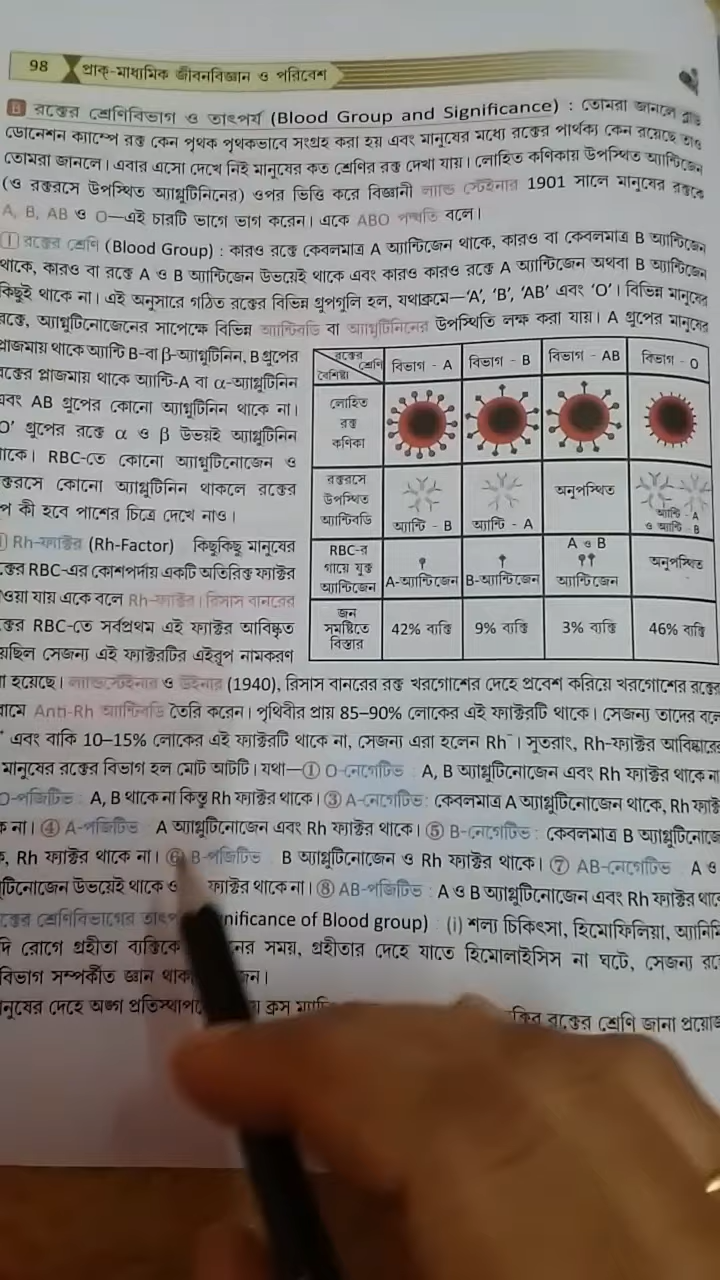 98 প্রাক্-মাধ্যমিক জীবনবিজ্ঞান ও পরিবেশ
B রক্তের শ্রেণিবিভাগ ও তাৎপর্য (Blood Group and Significance) : তোমরা জানলে
ডোনেশন ক্যাম্পে রক্ত কেন পৃথক পৃথকভাবে সংগ্রহ করা হয় এবং মানুষের মধ্যে রক্তের পার্থক্য কেন রয়েছে তাও
তোমরা জানলে। এবার এসো দেখে নিই মানুষের কত শ্রেণির রক্ত দেখা যায়। লোহিত কণিকায় উপস্থিত অ্যান্টিজেন
(ও রক্তরসে উপস্থিত অ্যাগ্লুটিনিনের) ওপর ভিত্তি করে বিজ্ঞানী ল্যান্ড স্টেইনার 1901 সালে মানুষের রক্তকে
A, B, AB ও O—এই চারটি ভাগে ভাগ করেন। একে ABO পদ্ধতি বলে।
① রক্তের শ্রেণি (Blood Group) : কারও রক্তে কেবলমাত্র A অ্যান্টিজেন থাকে, কারও বা কেবলমাত্র B অ্যান্টিজেন
থাকে, কারও বা রক্তে A ও B অ্যান্টিজেন উভয়েই থাকে এবং কারও কারও রক্তে A অ্যান্টিজেন অথবা B অ্যান্টিজেন
কিছুই থাকে না। এই অনুসারে গঠিত রক্তের বিভিন্ন গ্রুপগুলি হল, যথাক্রমে—‘A’, ‘B’, ‘AB’ এবং ‘O’। বিভিন্ন মানুষের
রক্তে, অ্যাগ্লুটিনোজেনের সাপেক্ষে বিভিন্ন অ্যান্টিবডি বা অ্যাগ্লুটিনিনের উপস্থিতি লক্ষ করা যায়। A গ্রুপের মানুষের
প্লাজমায় থাকে অ্যান্টি B-বা β-অ্যাগ্লুটিনিন, B গ্রুপের
রক্তের প্লাজমায় থাকে অ্যান্টি-A বা α-অ্যাগ্লুটিনিন
এবং AB গ্রুপের কোনো অ্যাগ্লুটিনিন থাকে না।
O’ গ্রুপের রক্তে α ও β উভয়ই অ্যাগ্লুটিনিন
থাকে। RBC-তে কোনো অ্যাগ্লুটিনোজেন ও
রক্তরসে কোনো অ্যাগ্লুটিনিন থাকলে রক্তের
প কী হবে পাশের চিত্রে দেখে নাও।
Rh-ফ্যাক্টর (Rh-Factor) কিছুকিছু মানুষের
ক্তের RBC-এর কোশপর্দায় একটি অতিরিক্ত ফ্যাক্টর
ওয়া যায় একে বলে Rh-ফ্যাক্টর। রিসাস বানরের
ক্তের RBC-তে সর্বপ্রথম এই ফ্যাক্টর আবিষ্কৃত
য়েছিল সেজন্য এই ফ্যাক্টরটির এইরূপ নামকরণ
রক্তের শ্রেণি বৈশিষ্ট্য বিভাগ - A বিভাগ - B বিভাগ - AB বিভাগ - O
লোহিত
রক্ত
কণিকা
রক্তরসে
উপস্থিত
অ্যান্টিবডি অ্যান্টি - B অ্যান্টি - A অনুপস্থিত অ্যান্টি - A
ও অ্যান্টি - B
RBC-র
গায়ে যুক্ত
অ্যান্টিজেন A-অ্যান্টিজেন B-অ্যান্টিজেন A ও B
অ্যান্টিজেন অনুপস্থিত
জন
সমষ্টিতে
বিস্তার 42% ব্যক্তি 9% ব্যক্তি 3% ব্যক্তি 46% ব্যক্তি
া হয়েছে। ল্যান্ডস্টেইনার ও উইনার (1940), রিসাস বানরের রক্ত খরগোশের দেহে প্রবেশ করিয়ে খরগোশের রক্তের
Anti-Rh অ্যান্টিবডি তৈরি করেন। পৃথিবীর প্রায় 85–90% লোকের এই ফ্যাক্টরটি থাকে। সেজন্য তাদের বলে
⁺ এবং বাকি 10–15% লোকের এই ফ্যাক্টরটি থাকে না, সেজন্য এরা হলেন Rh⁻। সুতরাং, Rh-ফ্যাক্টর আবিষ্কারের
মানুষের রক্তের বিভাগ হল মোট আটটি। যথা—① O-নেগেটিভ : A, B অ্যাগ্লুটিনোজেন এবং Rh ফ্যাক্টর থাকে না
O-পজিটিভ : A, B থাকে না কিন্তু Rh ফ্যাক্টর থাকে। ③ A-নেগেটিভ: কেবলমাত্র A অ্যাগ্লুটিনোজেন থাকে, Rh ফ্যাক্ট
ক না। ④ A-পজিটিভ : A অ্যাগ্লুটিনোজেন এবং Rh ফ্যাক্টর থাকে। ⑤ B-নেগেটিভ : কেবলমাত্র B অ্যাগ্লুটিনোজে
, Rh ফ্যাক্টর থাকে না। ⑥ B-পজিটিভ : B অ্যাগ্লুটিনোজেন ও Rh ফ্যাক্টর থাকে। ⑦ AB-নেগেটিভ : A ও
টিনোজেন উভয়েই থাকে ও ফ্যাক্টর থাকে না। ⑧ AB-পজিটিভ : A ও B অ্যাগ্লুটিনোজেন এবং Rh ফ্যাক্টর থাকে
ক্তের শ্রেণিবিভাগের তাৎপ nificance of Blood group) : (i) শল্য চিকিৎসা, হিমোফিলিয়া, অ্যানিমি
দি রোগে গ্রহীতা ব্যক্তিকে নের সময়, গ্রহীতার দেহে যাতে হিমোলাইসিস না ঘটে, সেজন্য রক্তে
বিভাগ সম্পর্কীত জ্ঞান থাকা জন।
নুষের দেহে অঙ্গ প্রতিস্থাপ ক্রস ম্যা ক্তির রক্তের শ্রেণি জানা প্রয়োজ